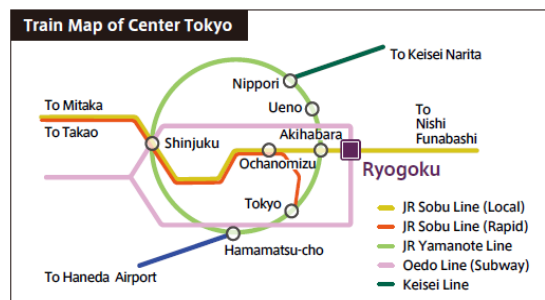 Train Map of Center Tokyo
To Keisei Narita
Nippori
Ueno
To Mitaka
To Takao
Shinjuku
Akihabara
Ochanomizu
To
Nishi
Funabashi
Ryogoku
Tokyo
Hamamatsu-cho
To Haneda Airport
JR Sobu Line (Local)
JR Sobu Line (Rapid)
JR Yamanote Line
Oedo Line (Subway)
Keisei Line